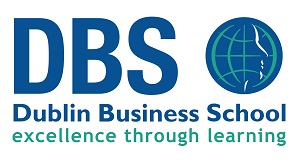 DBS
Dublin Business School
excellence through learning